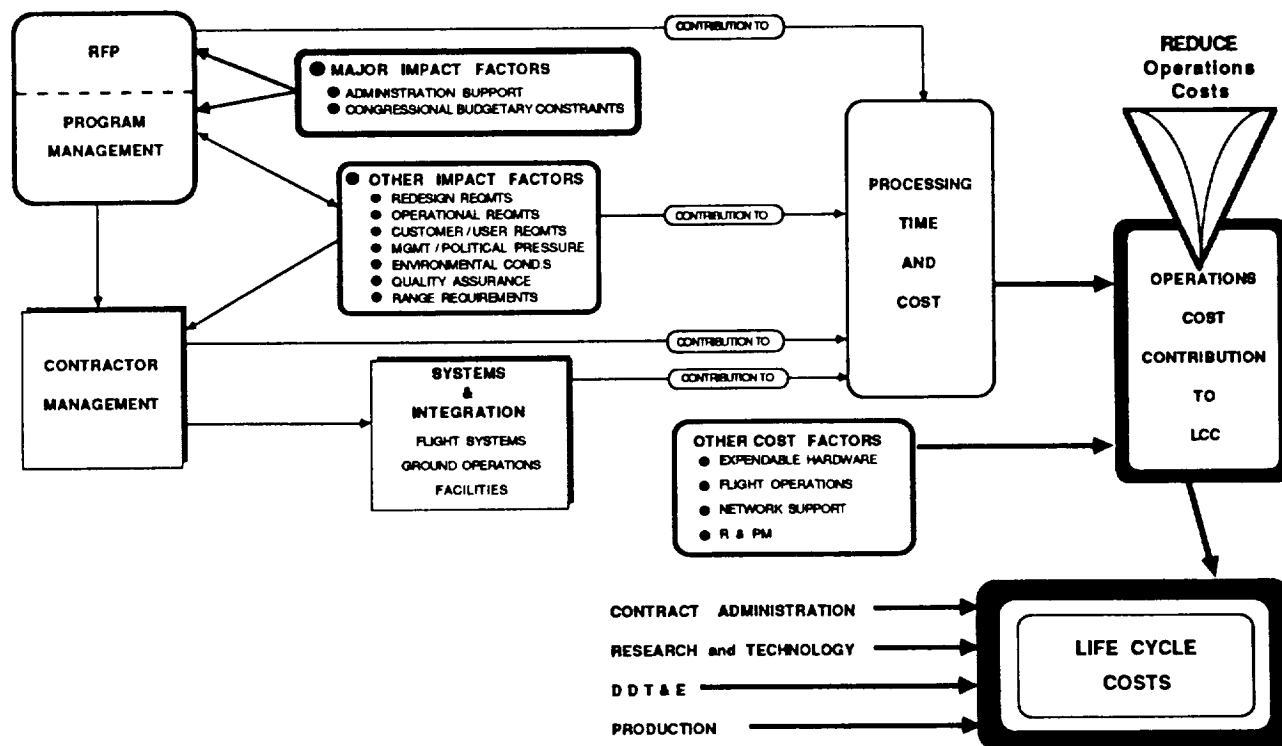 RFP
PROGRAM
MANAGEMENT
MAJOR IMPACT FACTORS
ADMINISTRATION SUPPORT
CONGRESSIONAL BUDGETARY CONSTRAINTS
CONTRIBUTION TO
OTHER IMPACT FACTORS
REDESIGN REQMTS
OPERATIONAL REQMTS
CUSTOMER / USER REQMTS
MGMT / POLITICAL PRESSURE
ENVIRONMENTAL COND.S
QUALITY ASSURANCE
RANGE REQUIREMENTS
CONTRIBUTION TO
CONTRACTOR
MANAGEMENT
CONTRIBUTION TO
SYSTEMS
&
INTEGRATION
FLIGHT SYSTEMS
GROUND OPERATIONS
FACILITIES
CONTRIBUTION TO
PROCESSING
TIME
AND
COST
OTHER COST FACTORS
EXPENDABLE HARDWARE
FLIGHT OPERATIONS
NETWORK SUPPORT
R & PM
REDUCE
Operations
Costs
OPERATIONS
COST
CONTRIBUTION
TO
LCC
CONTRACT ADMINISTRATION
RESEARCH and TECHNOLOGY
D D T & E
PRODUCTION
LIFE CYCLE
COSTS